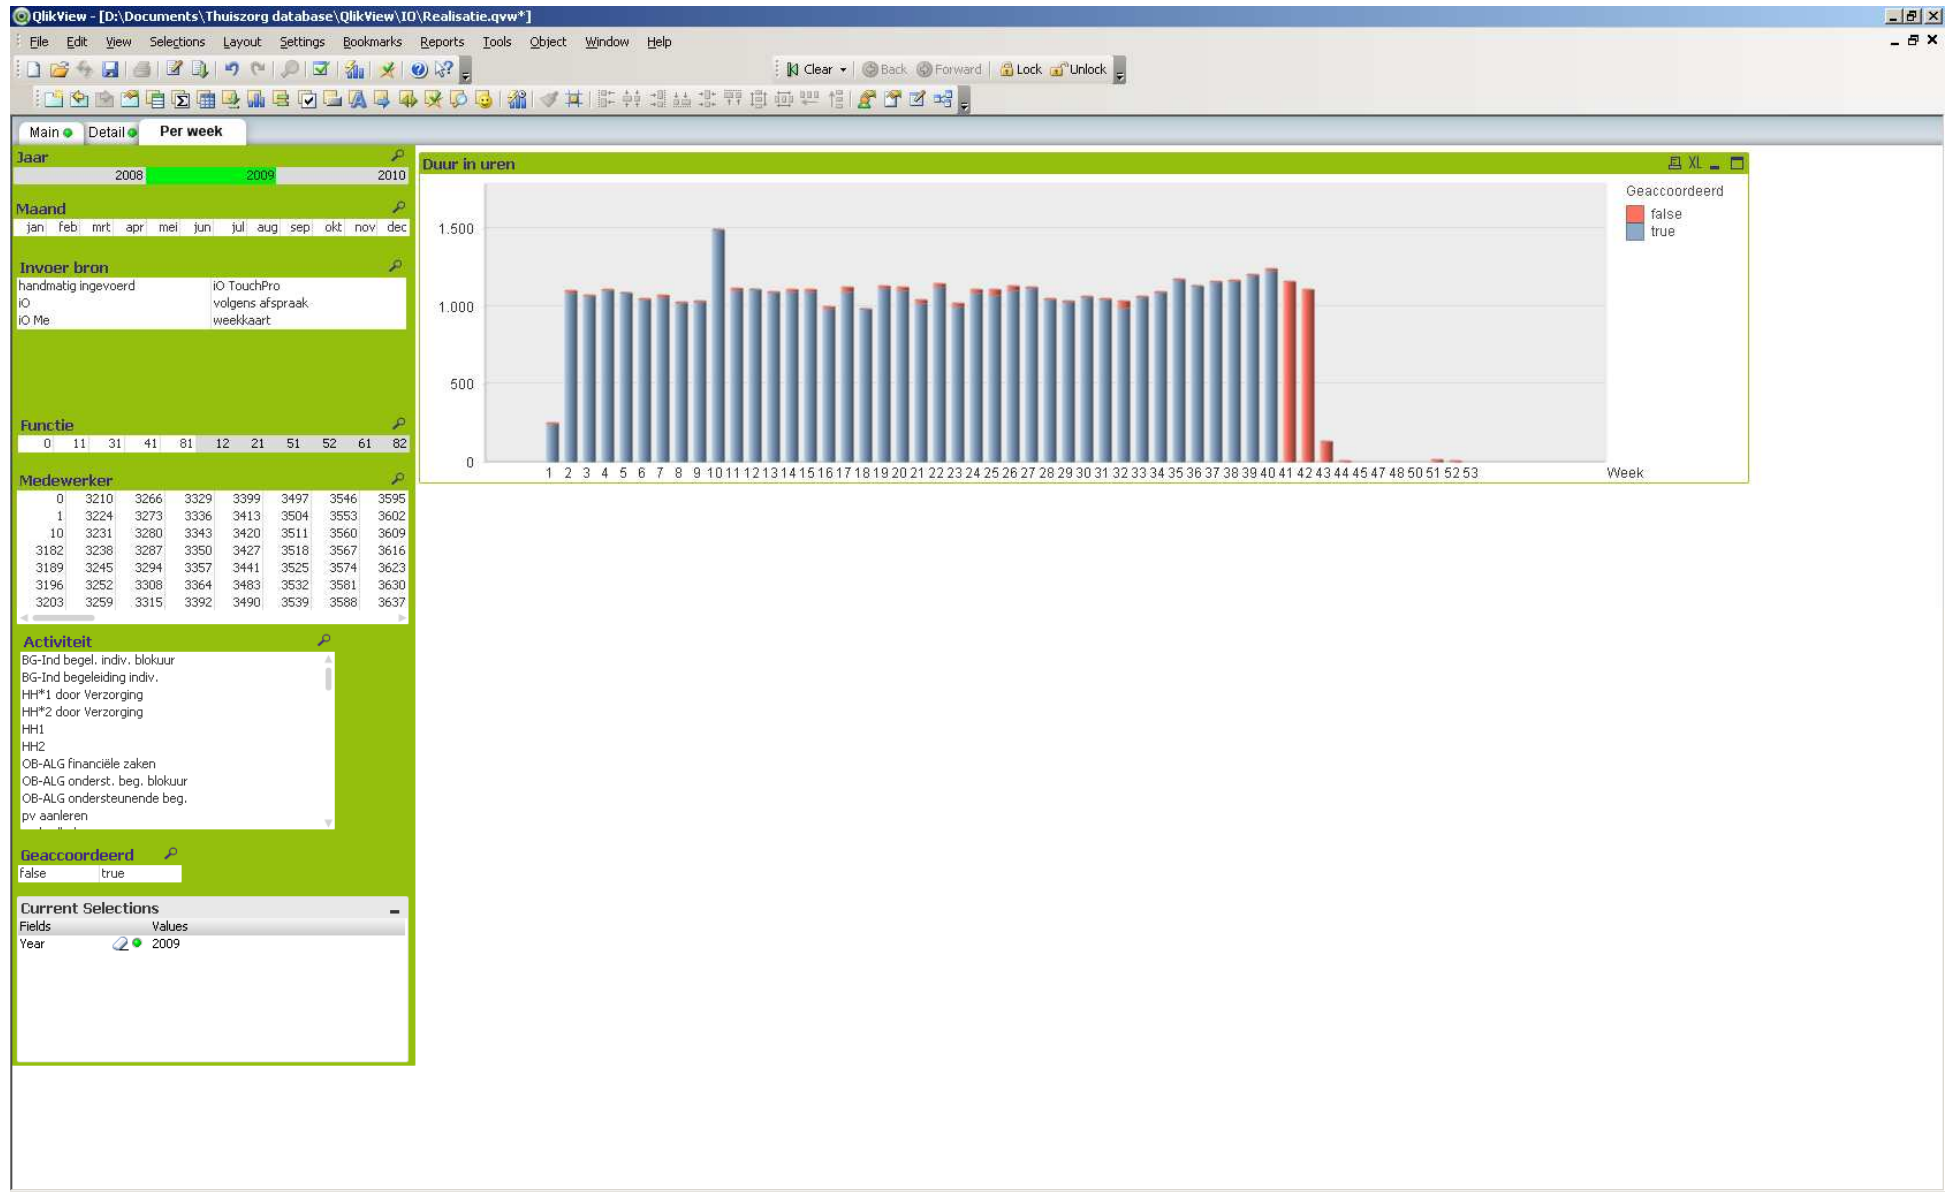 QlikView - [D:\Documents\Thuiszorg database\QlikView\IO\Realisatie.qvw*]
File Edit View Selections Layout Settings Bookmarks Reports Tools Object Window Help
Clear Back Forward Lock Unlock
Main Detail Per week
Jaar
2008 2009 2010
Maand
jan feb mrt apr mei jun jul aug sep okt nov dec
Invoer bron
handmatig ingevoerd iO TouchPro
iO volgens afspraak
iO Me weekkaart
Functie
0 11 31 41 81 12 21 51 52 61 82
Medewerker
0 3210 3266 3329 3399 3497 3546 3595
1 3224 3273 3336 3413 3504 3553 3602
10 3231 3280 3343 3420 3511 3560 3609
3182 3238 3287 3350 3427 3518 3567 3616
3189 3245 3294 3357 3441 3525 3574 3623
3196 3252 3308 3364 3483 3532 3581 3630
3203 3259 3315 3392 3490 3539 3588 3637
Activiteit
BG-Ind begel. indiv. blokuur
BG-Ind begeleiding indiv.
HH*1 door Verzorging
HH*2 door Verzorging
HH1
HH2
OB-ALG financiële zaken
OB-ALG onderst. beg. blokuur
OB-ALG ondersteunende beg.
pv aanleren
Geaccoordeerd
false true
Current Selections
Fields Values
Year 2009
Duur in uren
XL
Geaccoordeerd
false
true
1.500
1.000
500
0
1 2 3 4 5 6 7 8 9 10 11 12 13 14 15 16 17 18 19 20 21 22 23 24 25 26 27 28 29 30 31 32 33 34 35 36 37 38 39 40 41 42 43 44 45 47 48 50 51 52 53
Week